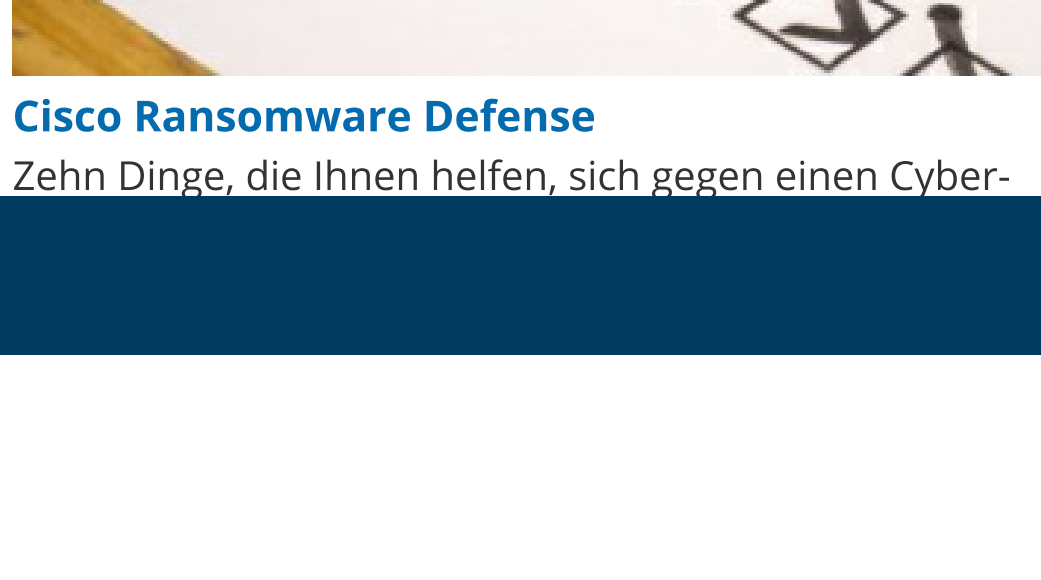 Cisco Ransomware Defense
Zehn Dinge, die Ihnen helfen, sich gegen einen Cyber-